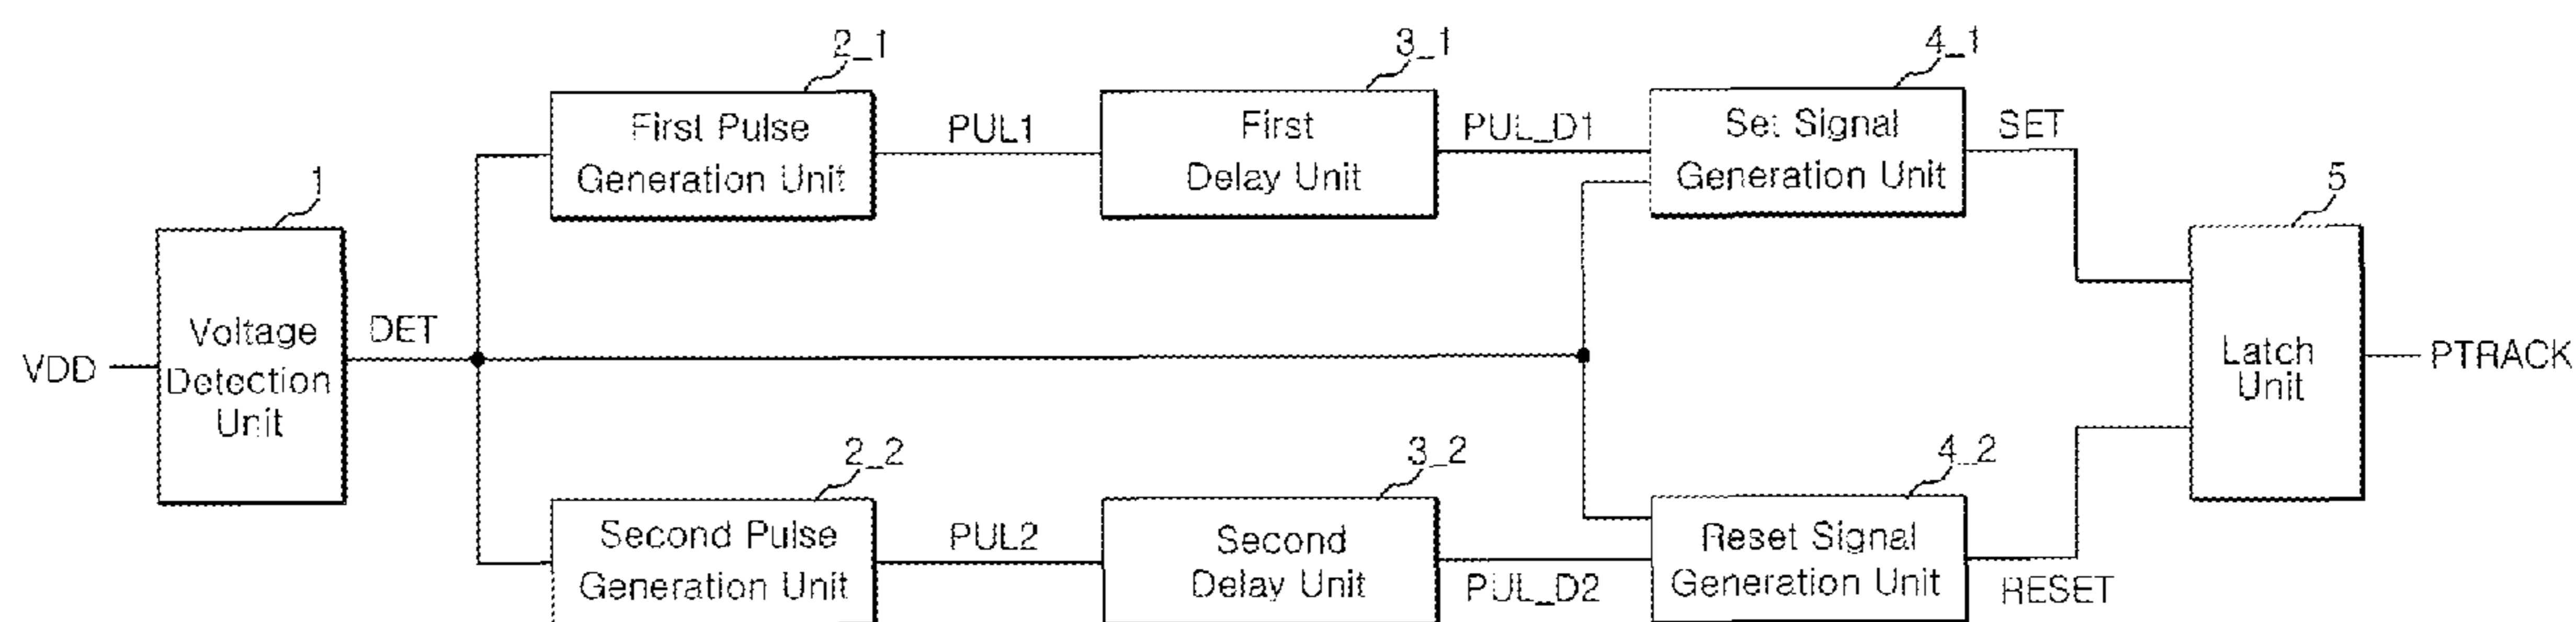 2_1
3_1
4_1
First Pulse
Generation Unit
PUL1
First
Delay Unit
PUL_D1
Set Signal
Generation Unit
SET
1
5
VDD
Voltage
Detection
Unit
DET
Latch
Unit
PTRACK
2_2
3_2
4_2
Second Pulse
Generation Unit
PUL2
Second
Delay Unit
PUL_D2
Reset Signal
Generation Unit
RESET